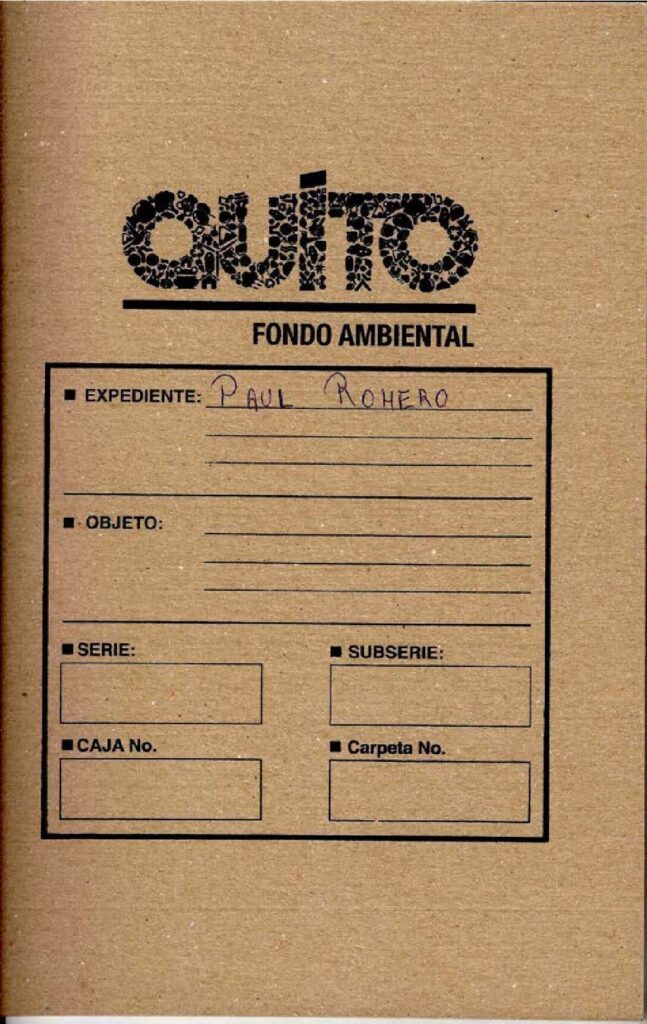 QUITO
FONDO AMBIENTAL
EXPEDIENTE: PAUL ROMERO
OBJETO:
SERIE:
SUBSERIE:
CAJA No.
Carpeta No.